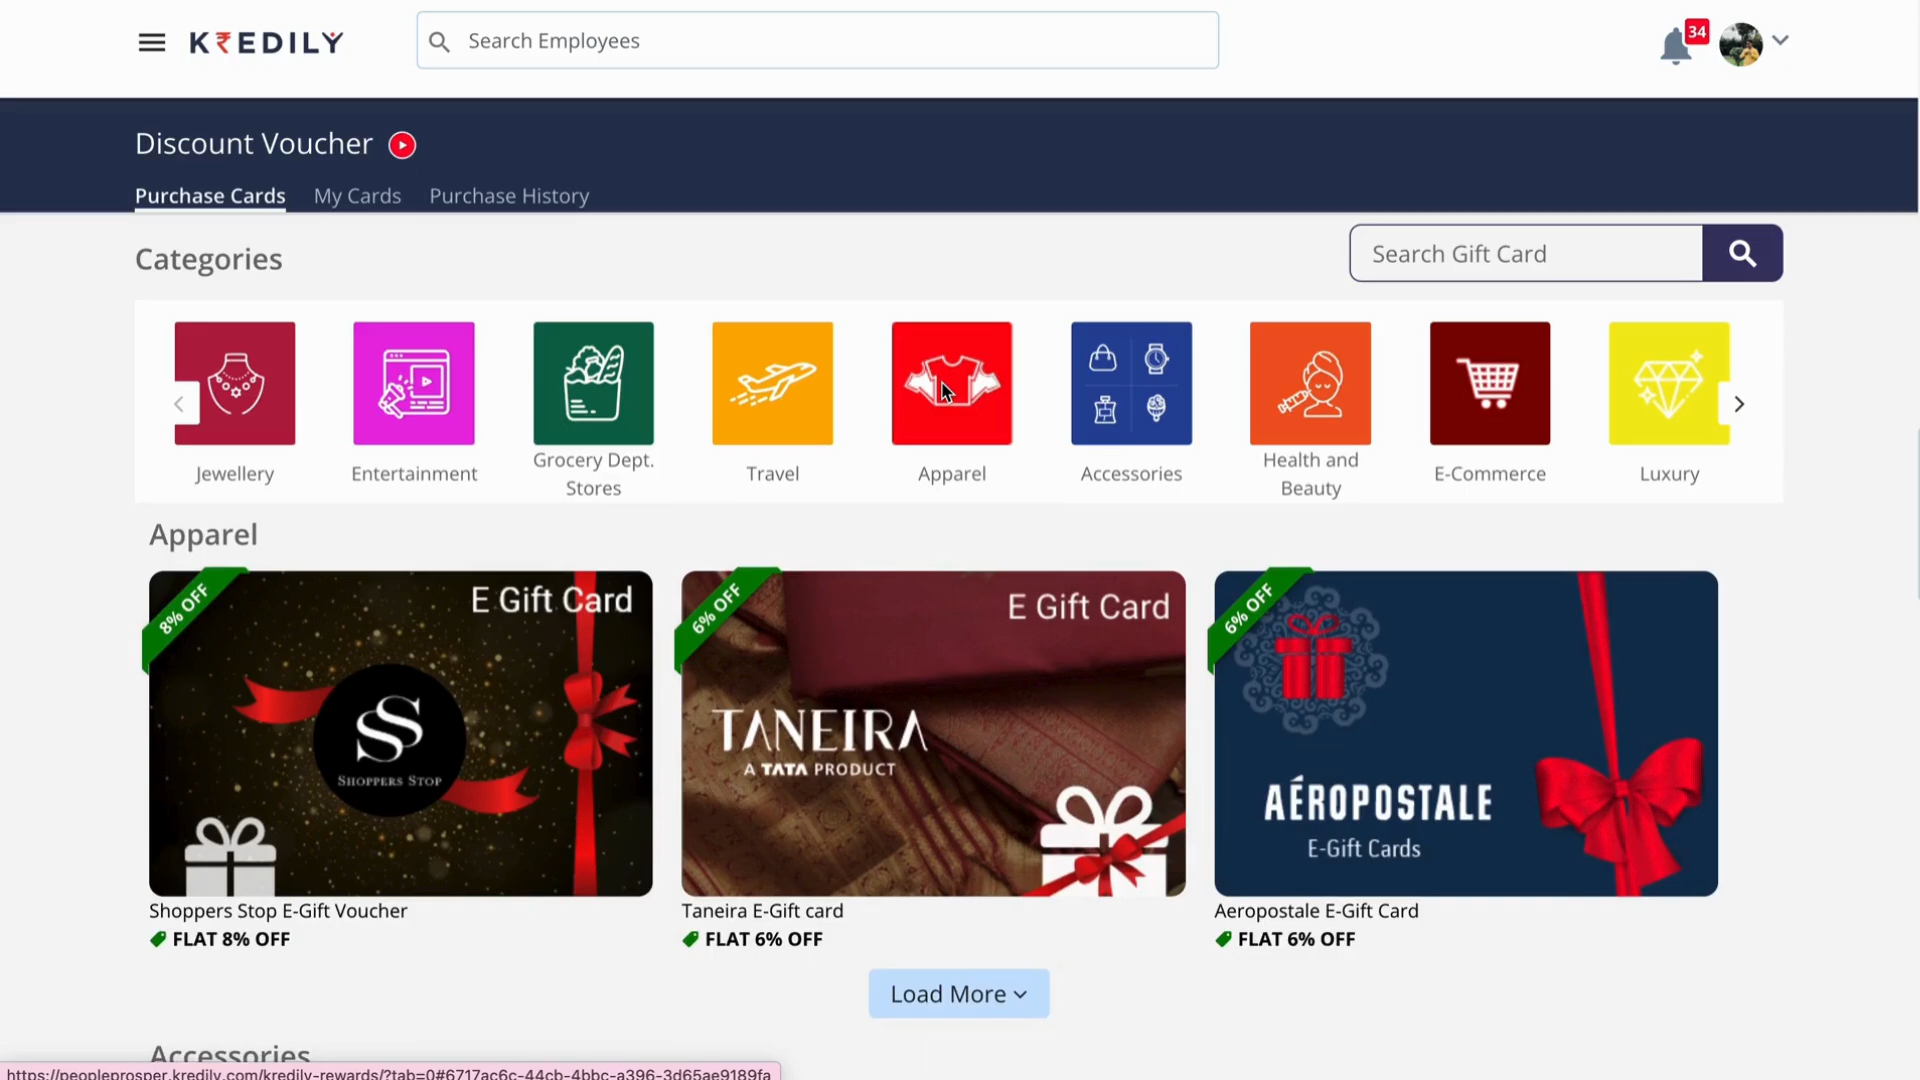 KREDILY
Search Employees
34
Discount Voucher
Purchase Cards
My Cards
Purchase History
Categories
Search Gift Card
Jewellery
Entertainment
Grocery Dept.
Stores
Travel
Apparel
Accessories
Health and
Beauty
E-Commerce
Luxury
Apparel
8% OFF
E Gift Card
SS
SHOPPERS STOP
6% OFF
E Gift Card
TANEIRA
A TATA PRODUCT
6% OFF
AÉROPOSTALE
E-Gift Cards
Shoppers Stop E-Gift Voucher
FLAT 8% OFF
Taneira E-Gift card
FLAT 6% OFF
Aeropostale E-Gift Card
FLAT 6% OFF
Load More
Accessories
https://peopleprosper.kredily.com/kredily-rewards/?tab=0#6717ac6c-44cb-4bbc-a396-3d65ae9189fa